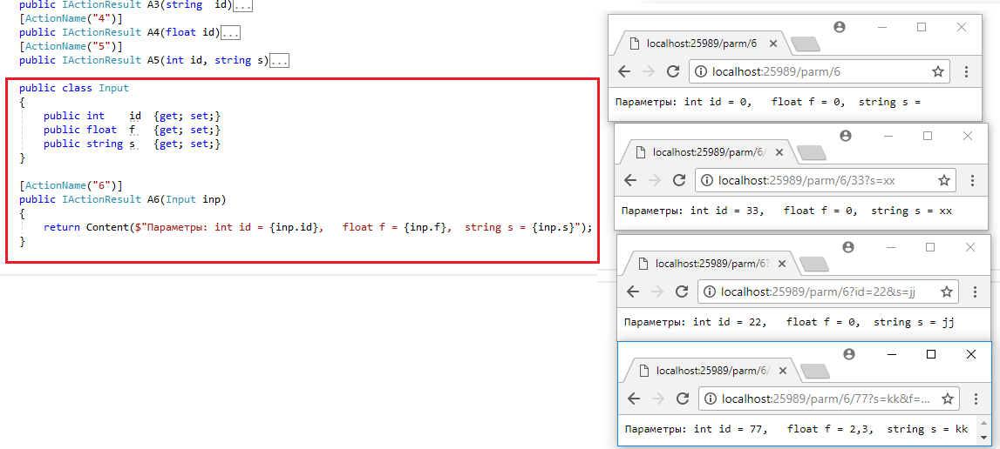 public IActionResult A3(string  id)...
[ActionName("4")]
public IActionResult A4(float id)...
[ActionName("5")]
public IActionResult A5(int id, string s)...
public class Input
{
    public int    id  {get; set;}
    public float  f   {get; set;}
    public string s   {get; set;}
}
[ActionName("6")]
public IActionResult A6(Input inp)
{
    return Content($"Параметры: int id = {inp.id},   float f = {inp.f},  string s = {inp.s}");
}
localhost:25989/parm/6
localhost:25989/parm/6
Параметры: int id = 0,   float f = 0,  string s =
localhost:25989/parm/6/
localhost:25989/parm/6/33?s=xx
Параметры: int id = 33,   float f = 0,  string s = xx
localhost:25989/parm/6?
localhost:25989/parm/6?id=22&s=jj
Параметры: int id = 22,   float f = 0,  string s = jj
localhost:25989/parm/6/
localhost:25989/parm/6/77?s=kk&f=...
Параметры: int id = 77,   float f = 2,3,  string s = kk